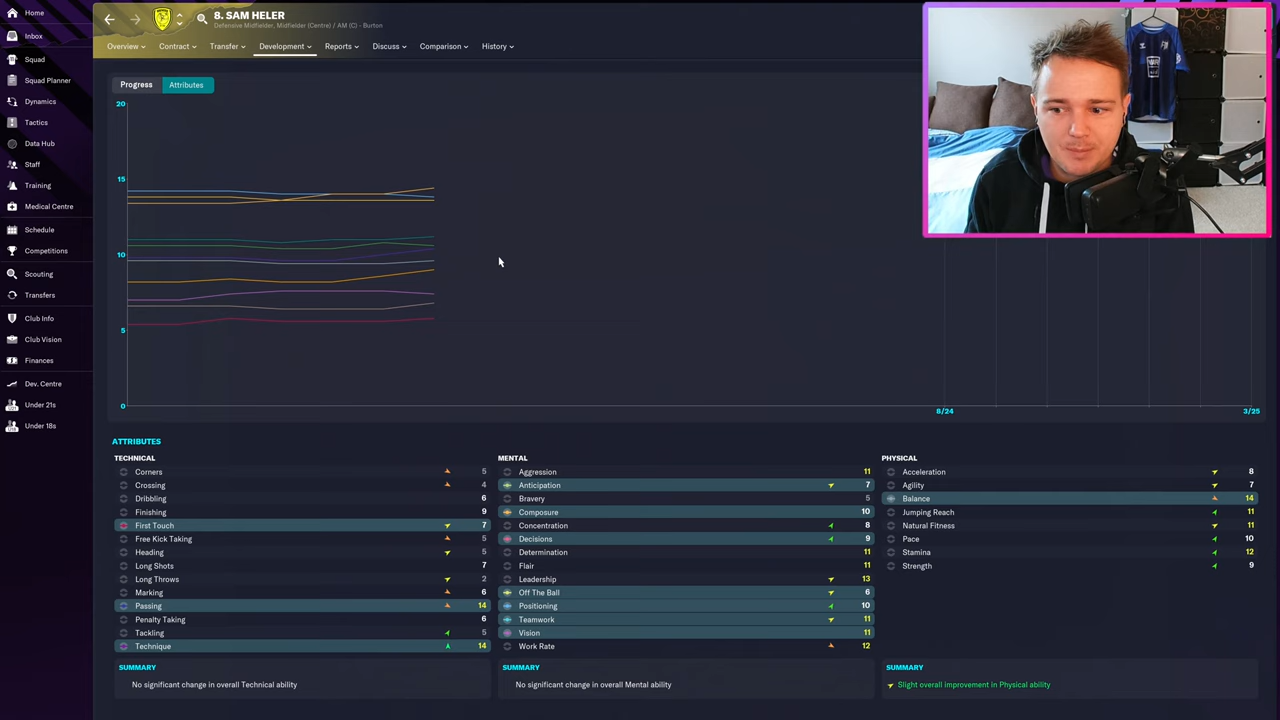 Home
Inbox
Squad
Squad Planner
Dynamics
Tactics
Data Hub
Staff
Training
Medical Centre
Schedule
Competitions
Scouting
Transfers
Club Info
Club Vision
Finances
Dev. Centre
Under 21s
Under 18s
8. SAM HELER
Defensive Midfielder, Midfielder (Centre) / AM (C) - Burton
Overview Contract Transfer Development Reports Discuss Comparison History
Progress Attributes
20
15
10
5
0
8/24 3/25
ATTRIBUTES
TECHNICAL
Corners 5
Crossing 4
Dribbling 6
Finishing 9
First Touch 7
Free Kick Taking 5
Heading 5
Long Shots 7
Long Throws 2
Marking 6
Passing 14
Penalty Taking 6
Tackling 5
Technique 14
SUMMARY
No significant change in overall Technical ability
MENTAL
Aggression 11
Anticipation 7
Bravery 5
Composure 10
Concentration 8
Decisions 9
Determination 11
Flair 11
Leadership 13
Off The Ball 6
Positioning 10
Teamwork 11
Vision 11
Work Rate 12
SUMMARY
No significant change in overall Mental ability
PHYSICAL
Acceleration 8
Agility 7
Balance 14
Jumping Reach 11
Natural Fitness 11
Pace 10
Stamina 12
Strength 9
SUMMARY
Slight overall improvement in Physical ability